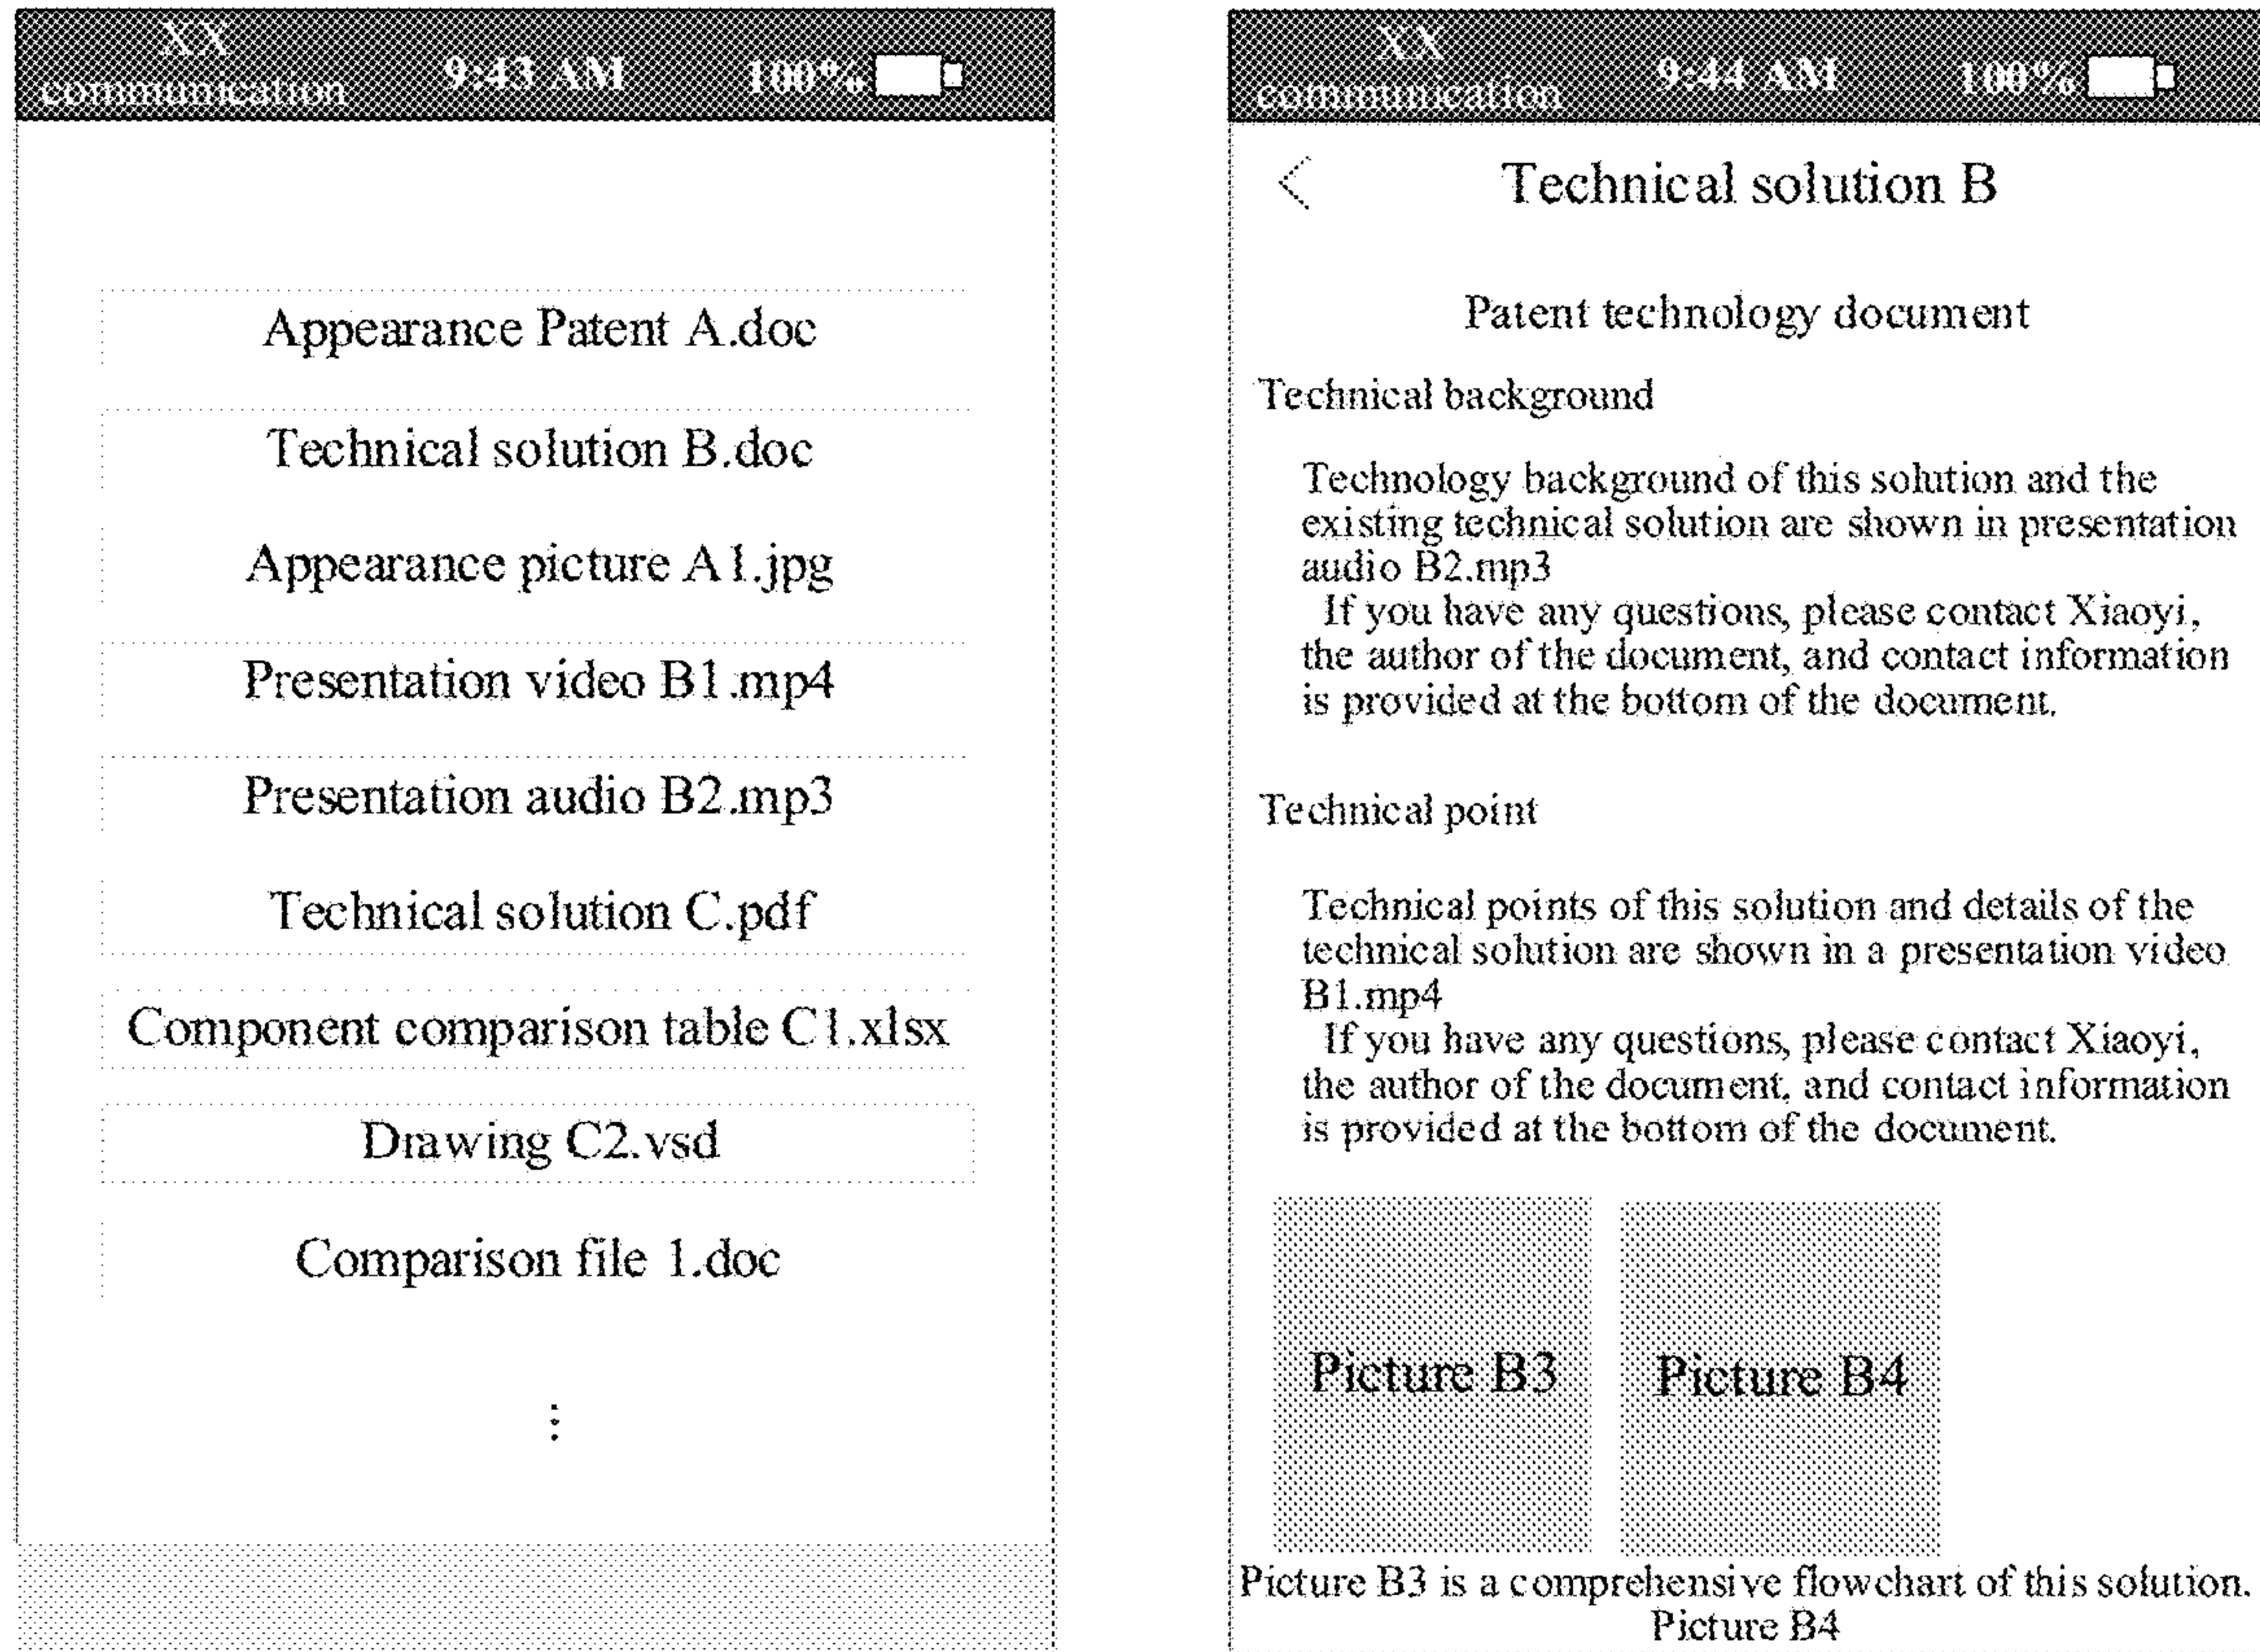 XX
communication
9:43 AM
100%
Appearance Patent A.doc
Technical solution B.doc
Appearance picture A1.jpg
Presentation video B1.mp4
Presentation audio B2.mp3
Technical solution C.pdf
Component comparison table C1.xlsx
Drawing C2.vsd
Comparison file 1.doc
⋮
XX
communication
9:44 AM
100%
<
Technical solution B
Patent technology document
Technical background
Technology background of this solution and the
existing technical solution are shown in presentation
audio B2.mp3
If you have any questions, please contact Xiaoyi,
the author of the document, and contact information
is provided at the bottom of the document.
Technical point
Technical points of this solution and details of the
technical solution are shown in a presentation video
B1.mp4
If you have any questions, please contact Xiaoyi,
the author of the document, and contact information
is provided at the bottom of the document.
Picture B3
Picture B4
Picture B3 is a comprehensive flowchart of this solution.
Picture B4